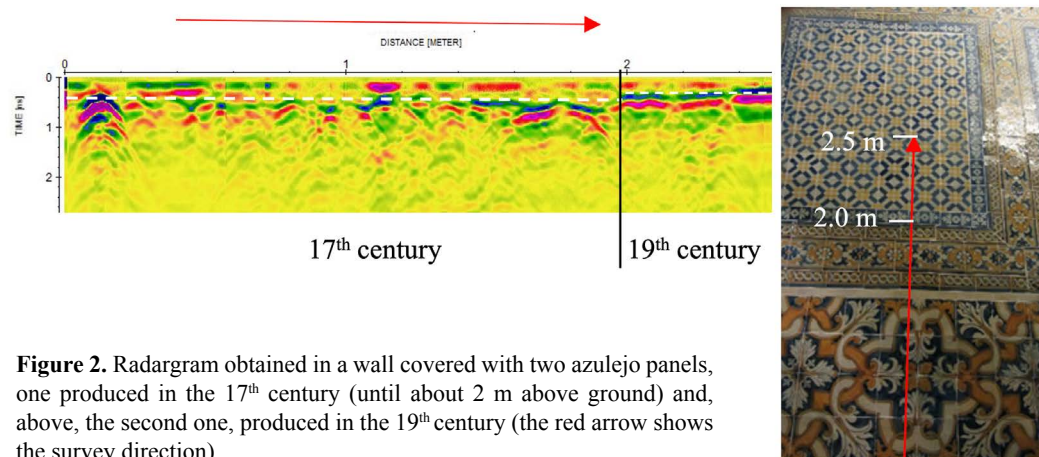 DISTANCE [METER]
0 1 2
TIME [ns]
0
1
2
17th century
19th century
2.5 m
2.0 m
Figure 2. Radargram obtained in a wall covered with two azulejo panels,
one produced in the 17th century (until about 2 m above ground) and,
above, the second one, produced in the 19th century (the red arrow shows
the survey direction)